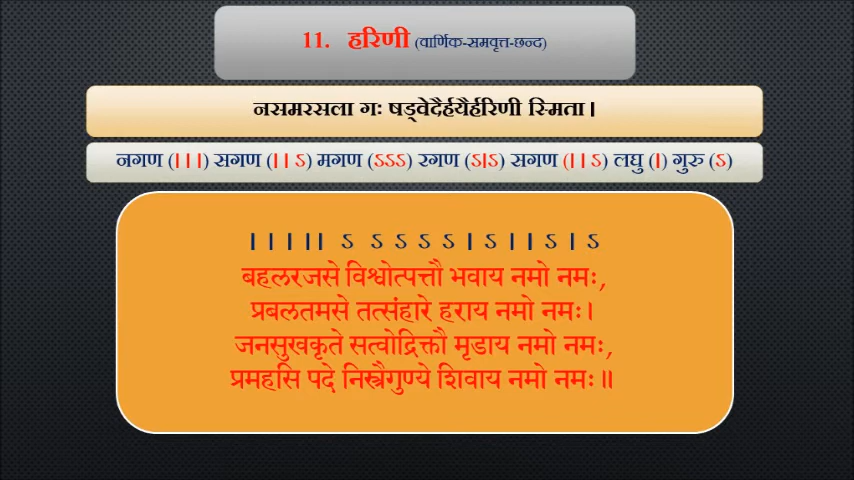 11. हरिणी (वार्णिक-समवृत्त-छन्द)
नसमरसला गः षड्वेदैर्हयैर्हरिणी स्मिता।
नगण (।।।) सगण (।।ऽ) मगण (ऽऽऽ) रगण (ऽ।ऽ) सगण (।।ऽ) लघु (।) गुरु (ऽ)
। । । ।। ऽ ऽ ऽ ऽ ऽ । ऽ । । ऽ । ऽ
बहलरजसे विश्वोत्पत्तौ भवाय नमो नमः,
प्रबलतमसे तत्संहारे हराय नमो नमः।
जनसुखकृते सत्वोद्रिक्तौ मृडाय नमो नमः,
प्रमहसि पदे निस्त्रैगुण्ये शिवाय नमो नमः॥